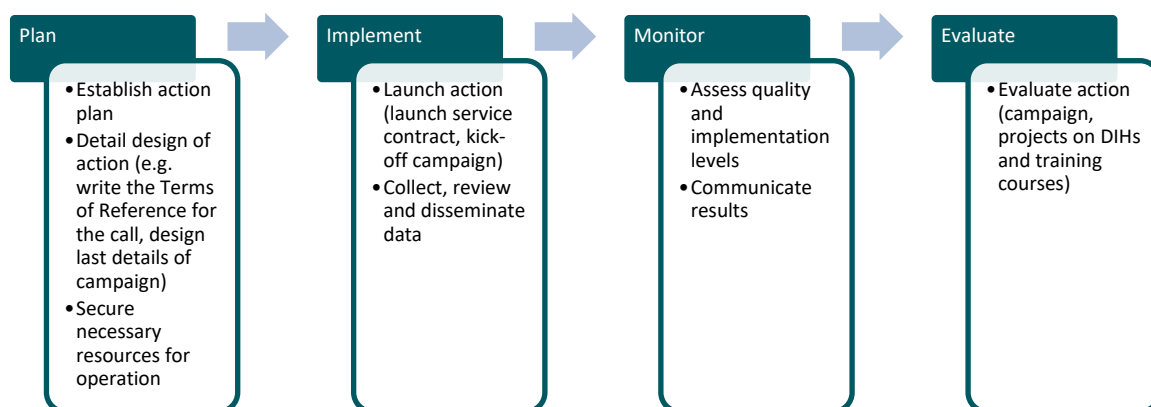 Plan
•Establish action
plan
•Detail design of
action (e.g.
write the Terms
of Reference for
the call, design
last details of
campaign)
•Secure
necessary
resources for
operation
Implement
•Launch action
(launch service
contract, kick-
off campaign)
•Collect, review
and disseminate
data
Monitor
•Assess quality
and
implementation
levels
•Communicate
results
Evaluate
•Evaluate action
(campaign,
projects on DIHs
and training
courses)